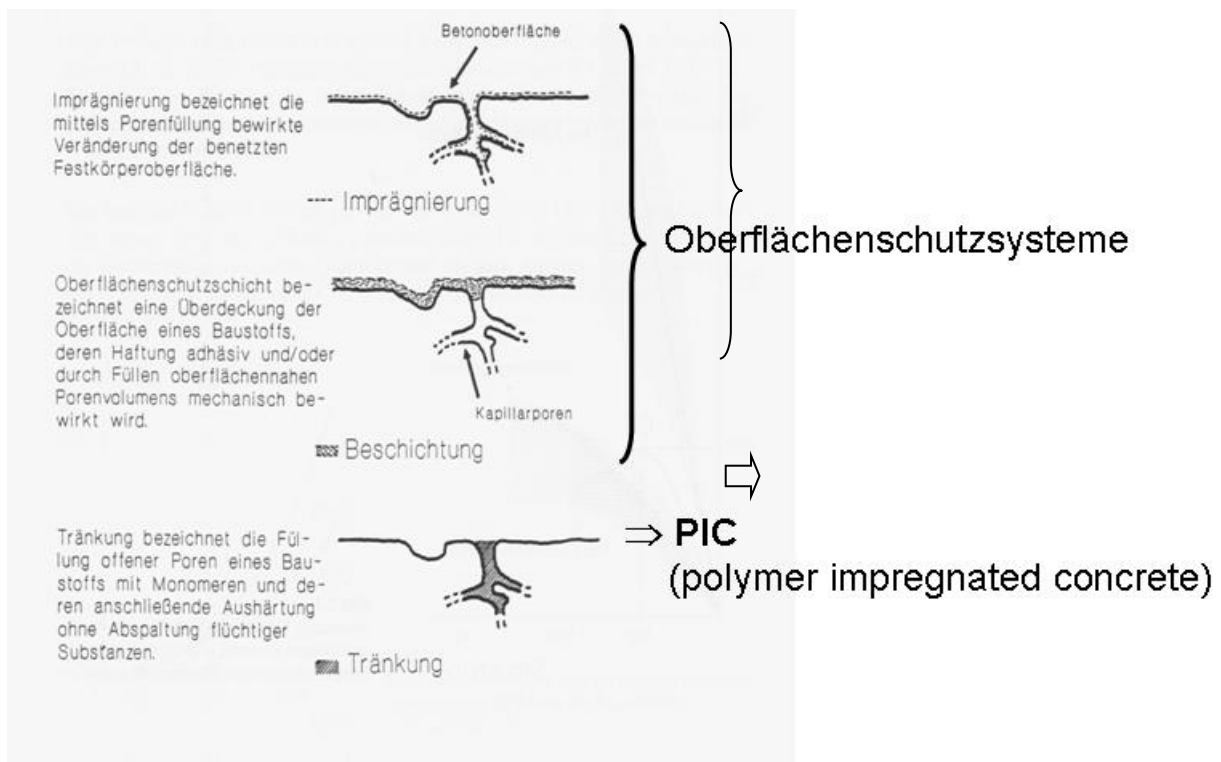 Betonoberfläche
Imprägnierung bezeichnet die
mittels Porenfüllung bewirkte
Veränderung der benetzten
Festkörperoberfläche.
---- Imprägnierung
Oberflächenschutzsysteme
Oberflächenschutzschicht be-
zeichnet eine Überdeckung der
Oberfläche eines Baustoffs,
deren Haftung adhäsiv und/oder
durch Füllen oberflächennahen
Porenvolumens mechanisch be-
wirkt wird.
Kapillarporen
Beschichtung
Tränkung bezeichnet die Fül-
lung offener Poren eines Bau-
stoffs mit Monomeren und de-
ren anschließende Aushärtung
ohne Abspaltung flüchtiger
Substanzen.
Tränkung
⇒ PIC
(polymer impregnated concrete)